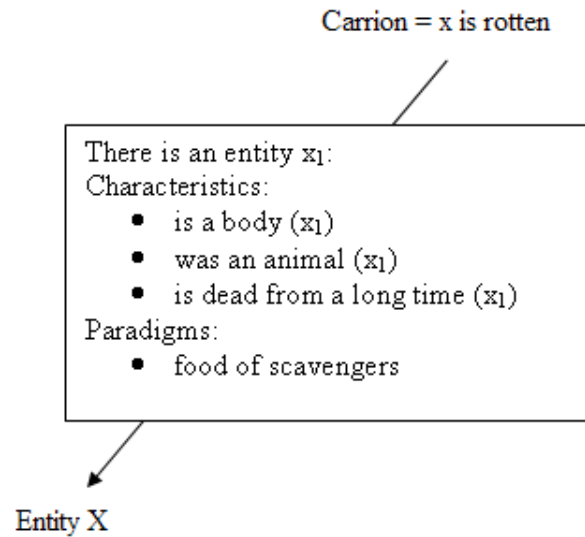 Carrion = x is rotten
There is an entity x₁:
Characteristics:
• is a body (x₁)
• was an animal (x₁)
• is dead from a long time (x₁)
Paradigms:
• food of scavengers
Entity X